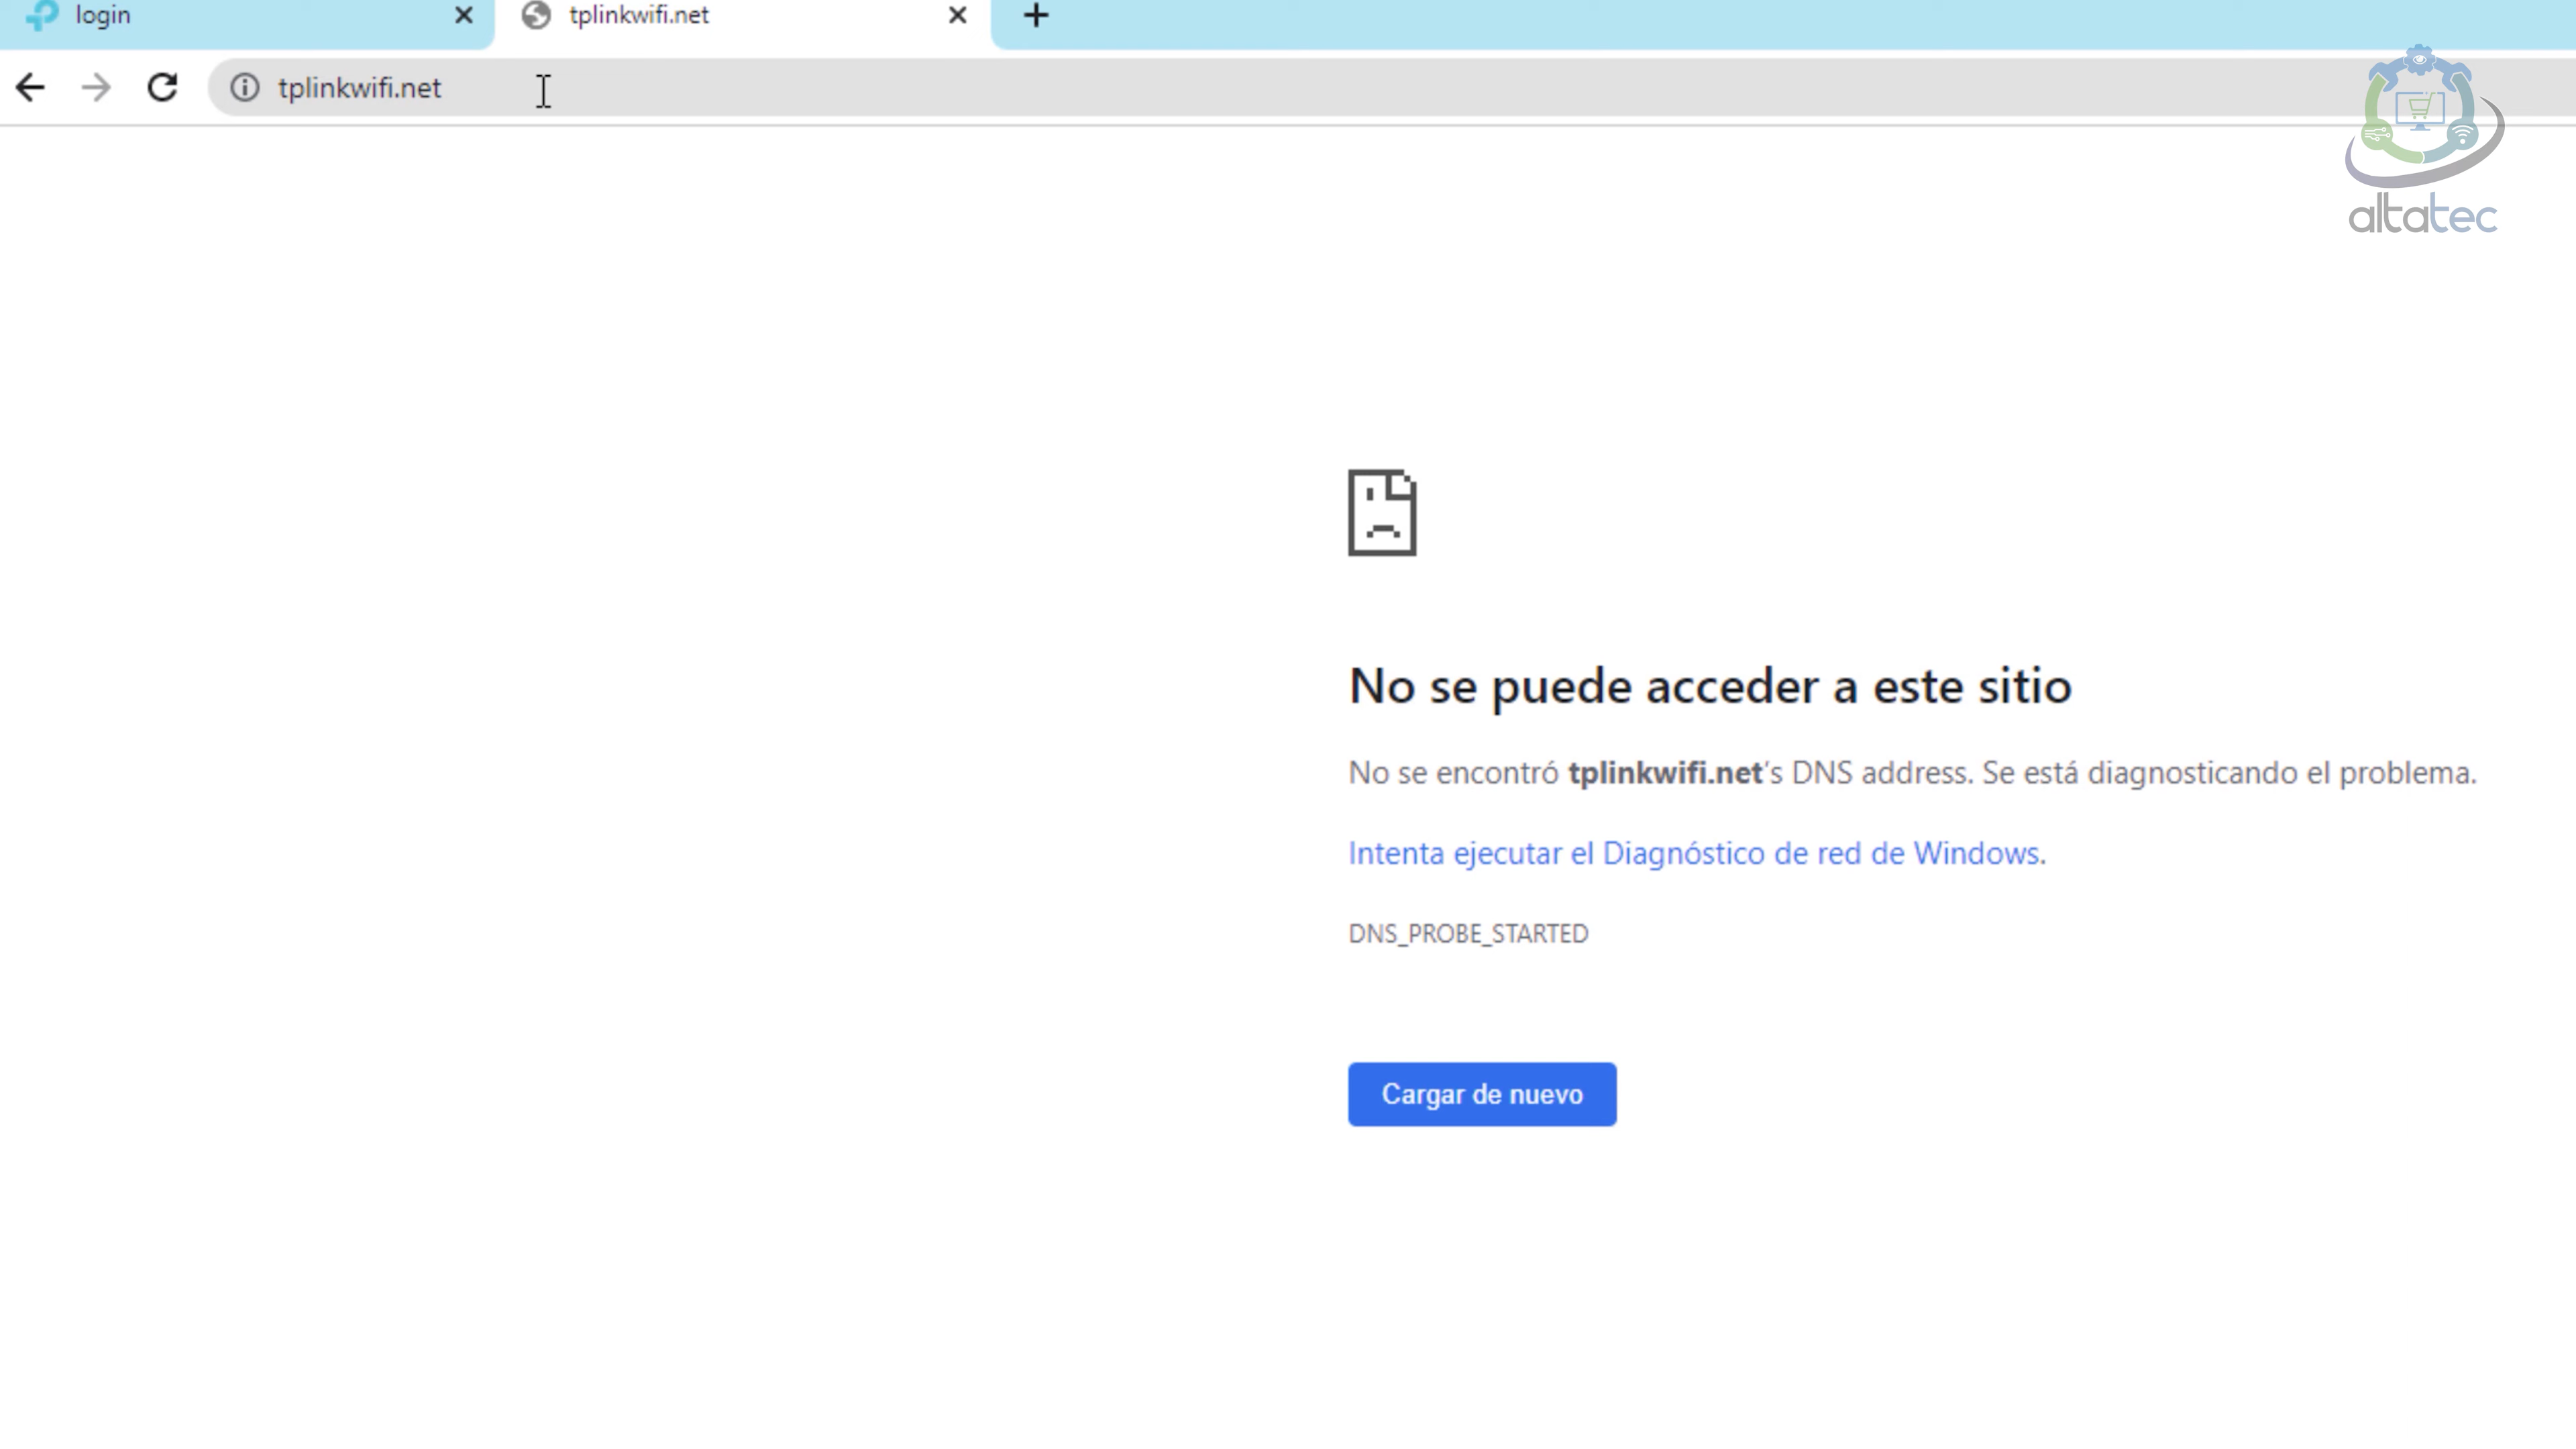 login
tplinkwifi.net
tplinkwifi.net
altatec
No se puede acceder a este sitio
No se encontró tplinkwifi.net's DNS address. Se está diagnosticando el problema.
Intenta ejecutar el Diagnóstico de red de Windows.
DNS_PROBE_STARTED
Cargar de nuevo